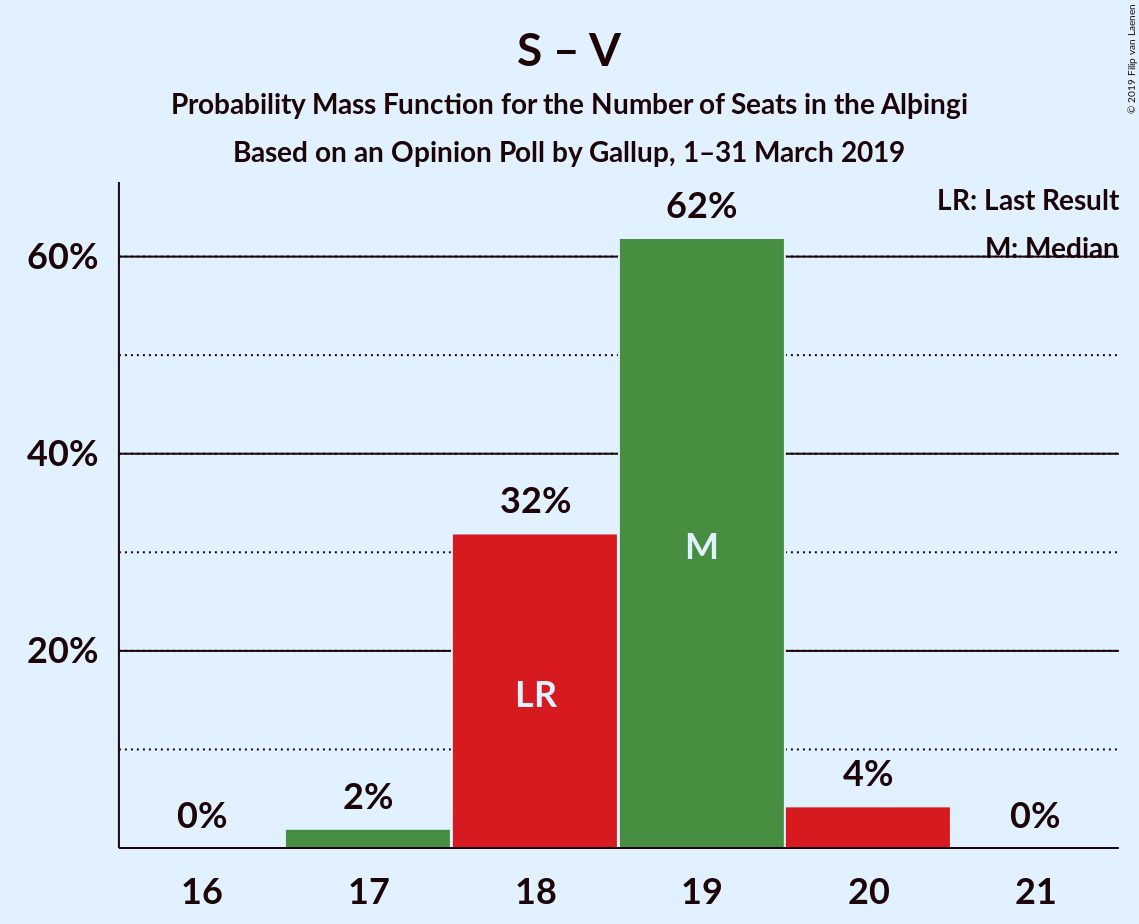 S – V
Probability Mass Function for the Number of Seats in the Alþingi
Based on an Opinion Poll by Gallup, 1–31 March 2019
© 2019 Filip van Laenen
LR: Last Result
M: Median
60%
40%
20%
0%
2%
32%
62%
4%
0%
LR
M
16
17
18
19
20
21